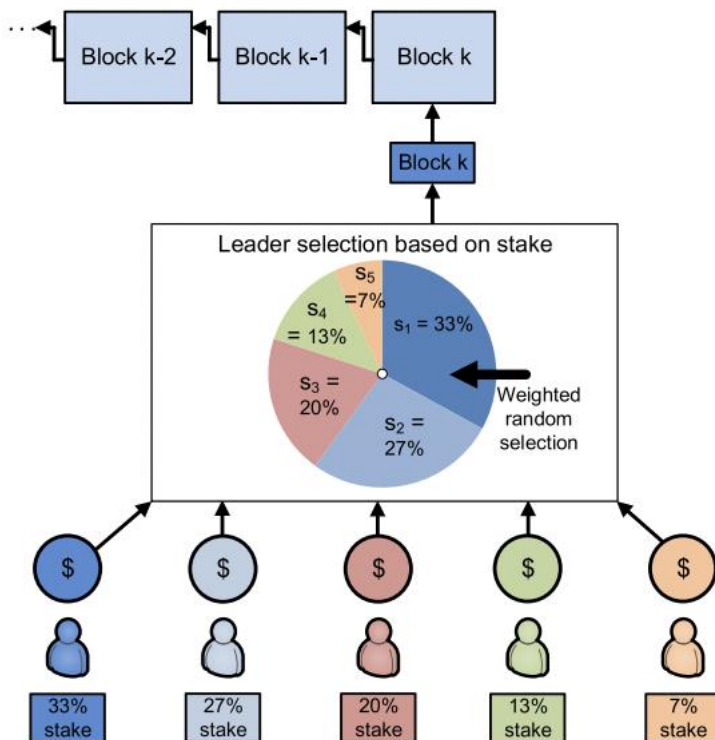 ...
Block k-2 Block k-1 Block k
Block k
Leader selection based on stake
s₅
=7%
s₄
= 13%
s₁ = 33%
s₃ =
20%
s₂ =
27%
Weighted
random
selection
$ $ $ $ $
33%
stake
27%
stake
20%
stake
13%
stake
7%
stake